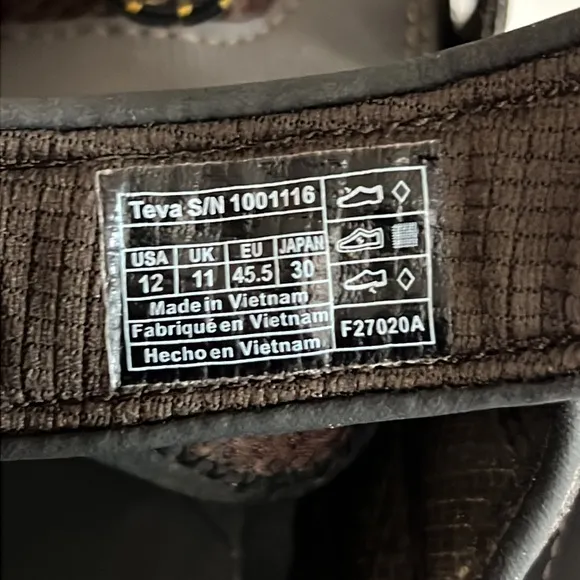 Teva S/N 1001116
USA UK EU JAPAN
12 11 45.5 30
Made in Vietnam
Fabriqué en Vietnam
Hecho en Vietnam
F27020A